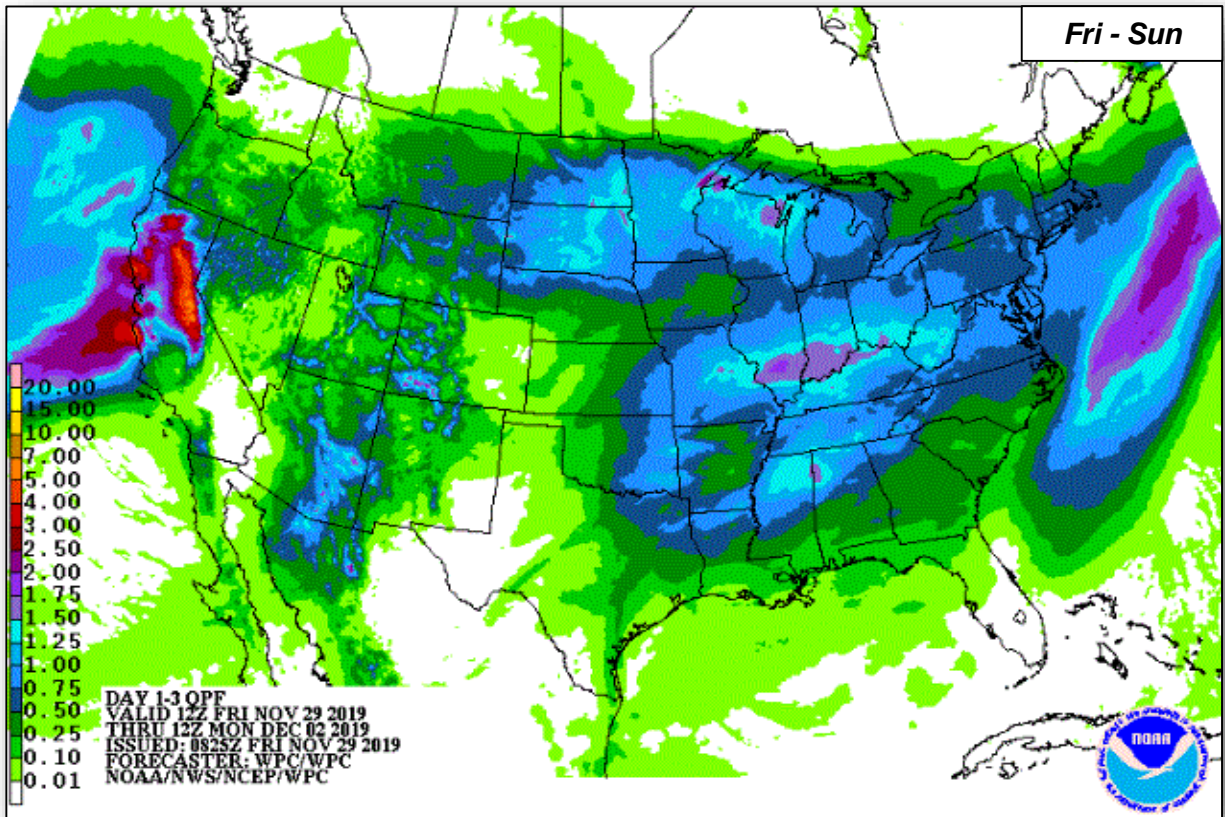 Fri - Sun
20.00
15.00
10.00
7.00
5.00
4.00
3.00
2.50
2.00
1.75
1.50
1.25
1.00
0.75
0.50
0.25
0.10
0.01
DAY 1-3 QPF
VALID 12Z FRI NOV 29 2019
THRU 12Z MON DEC 02 2019
ISSUED: 0825Z FRI NOV 29 2019
FORECASTER: WPC/WPC
NOAA/NWS/NCEP/WPC
NOAA